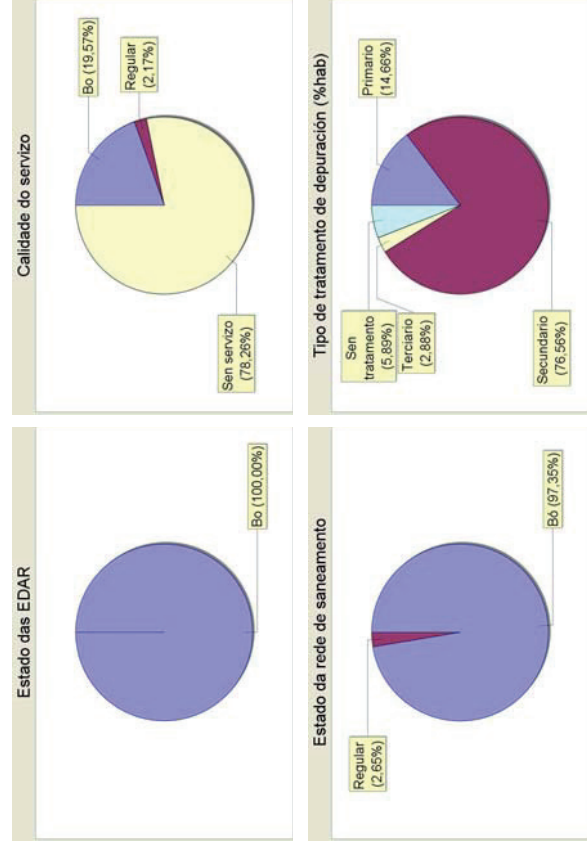 Estado das EDAR
Bo (100,00%)
Calidade do servizo
Bo (19,57%)
Regular
(2,17%)
Sen servizo
(78,26%)
Estado da rede de saneamento
Regular
(2,65%)
Bó (97,35%)
Tipo de tratamento de depuración (%hab)
Sen
tratamento
(5,89%)
Terciario
(2,88%)
Primario
(14,66%)
Secundario
(76,56%)